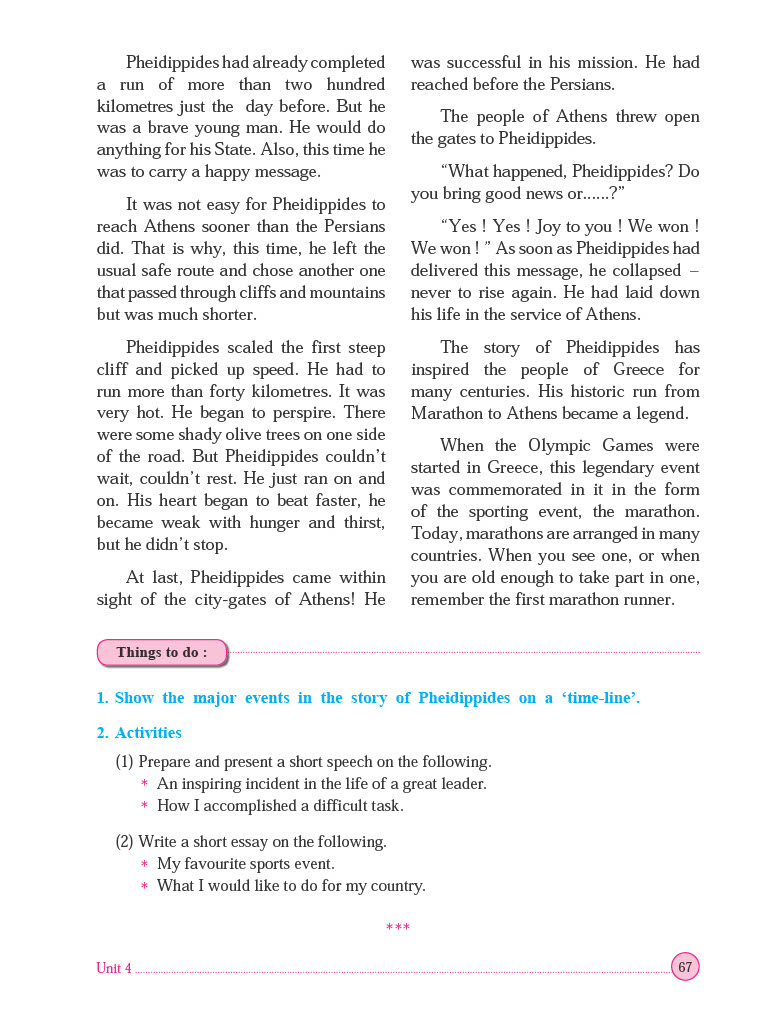 Pheidippides had already completed
a run of more than two hundred
kilometres just the day before. But he
was a brave young man. He would do
anything for his State. Also, this time he
was to carry a happy message.
It was not easy for Pheidippides to
reach Athens sooner than the Persians
did. That is why, this time, he left the
usual safe route and chose another one
that passed through cliffs and mountains
but was much shorter.
Pheidippides scaled the first steep
cliff and picked up speed. He had to
run more than forty kilometres. It was
very hot. He began to perspire. There
were some shady olive trees on one side
of the road. But Pheidippides couldn’t
wait, couldn’t rest. He just ran on and
on. His heart began to beat faster, he
became weak with hunger and thirst,
but he didn’t stop.
At last, Pheidippides came within
sight of the city-gates of Athens! He
was successful in his mission. He had
reached before the Persians.
The people of Athens threw open
the gates to Pheidippides.
“What happened, Pheidippides? Do
you bring good news or......?”
“Yes ! Yes ! Joy to you ! We won !
We won ! ” As soon as Pheidippides had
delivered this message, he collapsed –
never to rise again. He had laid down
his life in the service of Athens.
The story of Pheidippides has
inspired the people of Greece for
many centuries. His historic run from
Marathon to Athens became a legend.
When the Olympic Games were
started in Greece, this legendary event
was commemorated in it in the form
of the sporting event, the marathon.
Today, marathons are arranged in many
countries. When you see one, or when
you are old enough to take part in one,
remember the first marathon runner.
Things to do :
1. Show the major events in the story of Pheidippides on a ‘time-line’.
2. Activities
(1) Prepare and present a short speech on the following.
* An inspiring incident in the life of a great leader.
* How I accomplished a difficult task.
(2) Write a short essay on the following.
* My favourite sports event.
* What I would like to do for my country.
***
Unit 4
67